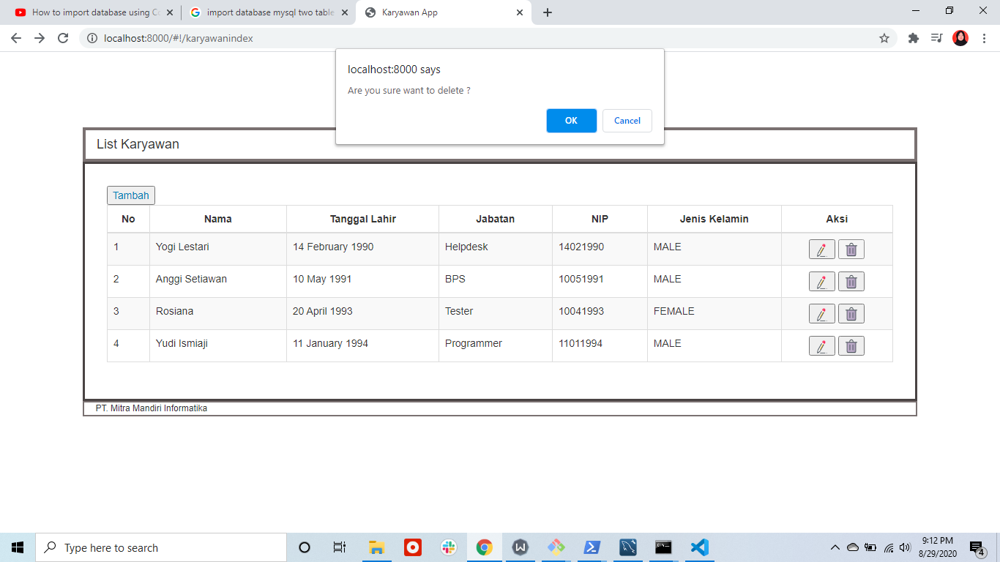 How to import database using Co
import database mysql two table
Karyawan App
localhost:8000/#!/karyawanindex
localhost:8000 says
Are you sure want to delete ?
OK Cancel
List Karyawan
Tambah
No Nama Tanggal Lahir Jabatan NIP Jenis Kelamin Aksi
1 Yogi Lestari 14 February 1990 Helpdesk 14021990 MALE
2 Anggi Setiawan 10 May 1991 BPS 10051991 MALE
3 Rosiana 20 April 1993 Tester 10041993 FEMALE
4 Yudi Ismiaji 11 January 1994 Programmer 11011994 MALE
PT. Mitra Mandiri Informatika
Type here to search
9:12 PM
8/29/2020
4